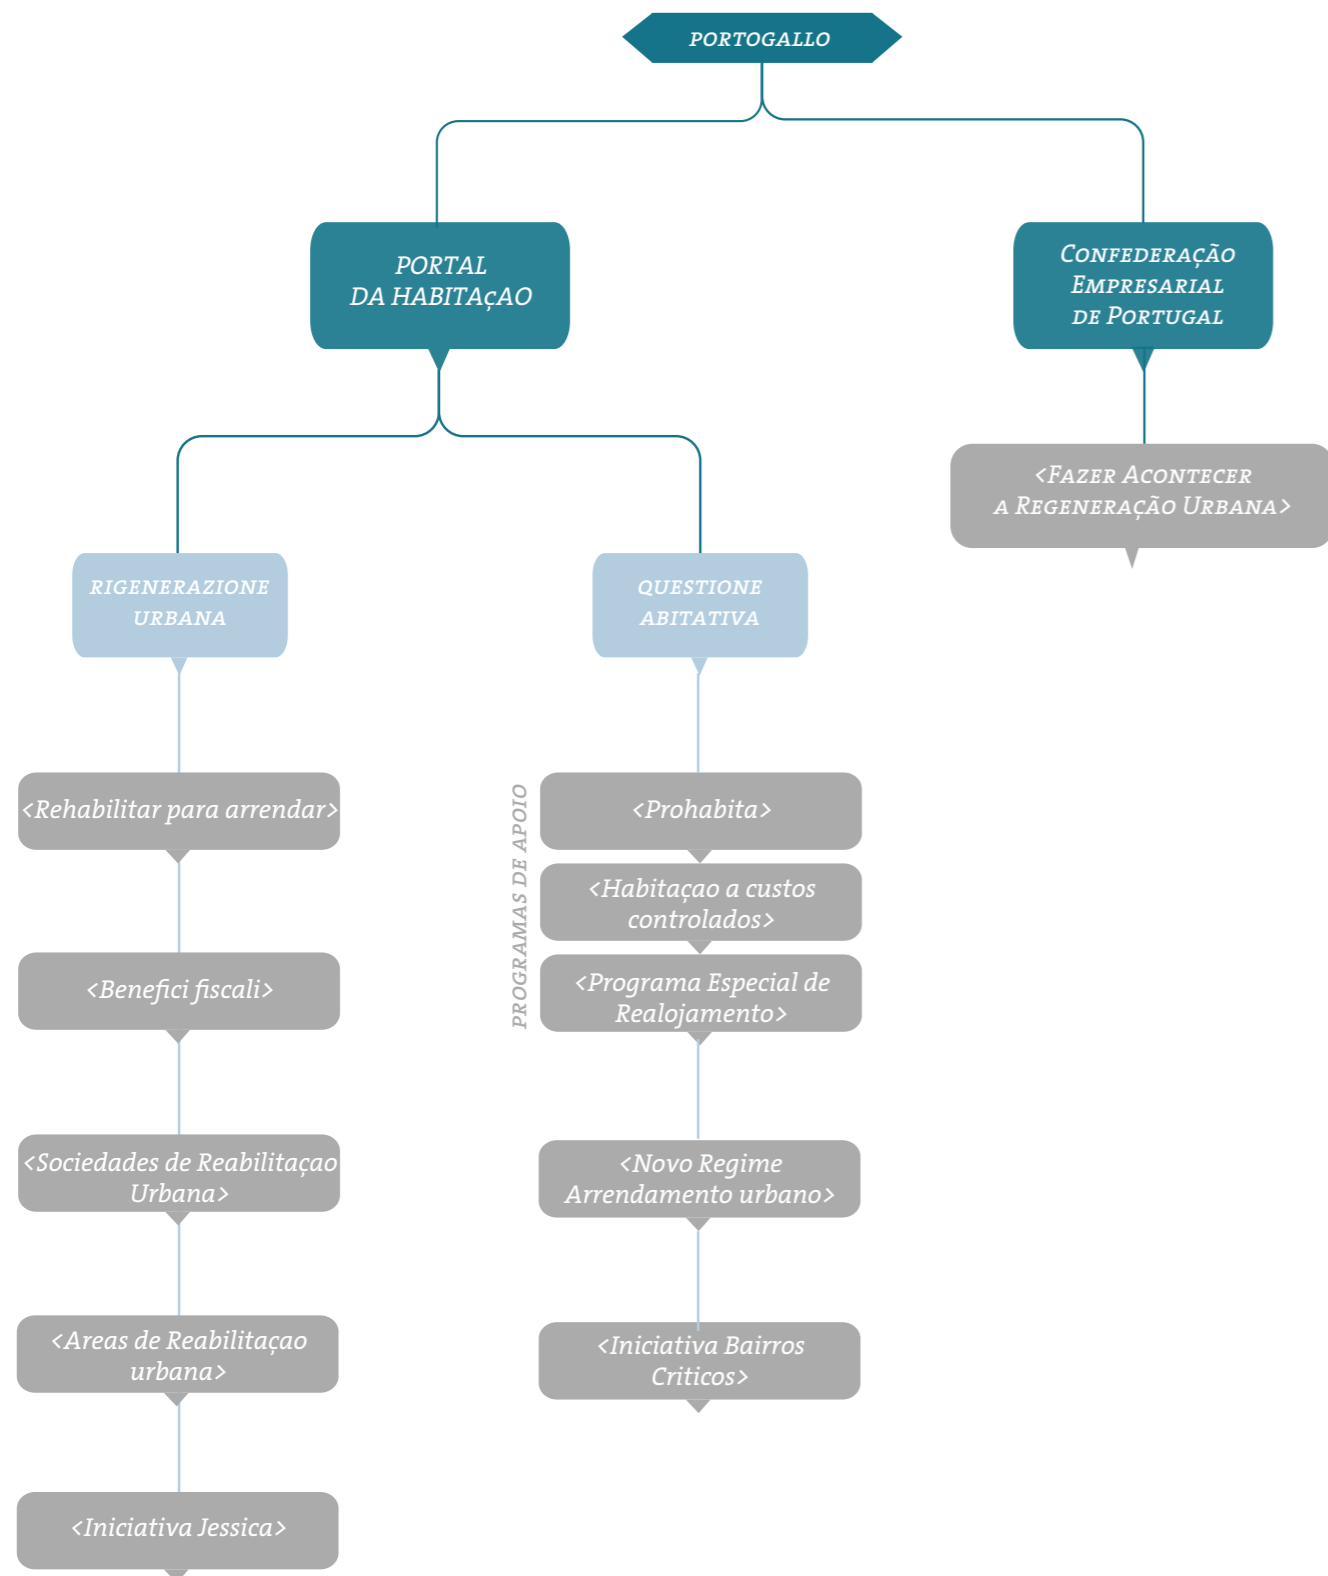 PORTOGALLO
PORTAL
DA HABITAçAO
Confederação
Empresarial
de Portugal
<Fazer Acontecer
a Regeneração Urbana>
RIGENERAZIONE
URBANA
QUESTIONE
ABITATIVA
<Rehabilitar para arrendar>
<Benefici fiscali>
<Sociedades de Reabilitaçao
Urbana>
<Areas de Reabilitaçao
urbana>
<Iniciativa Jessica>
PROGRAMAS DE APOIO
<Prohabita>
<Habitaçao a custos
controlados>
<Programa Especial de
Realojamento>
<Novo Regime
Arrendamento urbano>
<Iniciativa Bairros
Criticos>